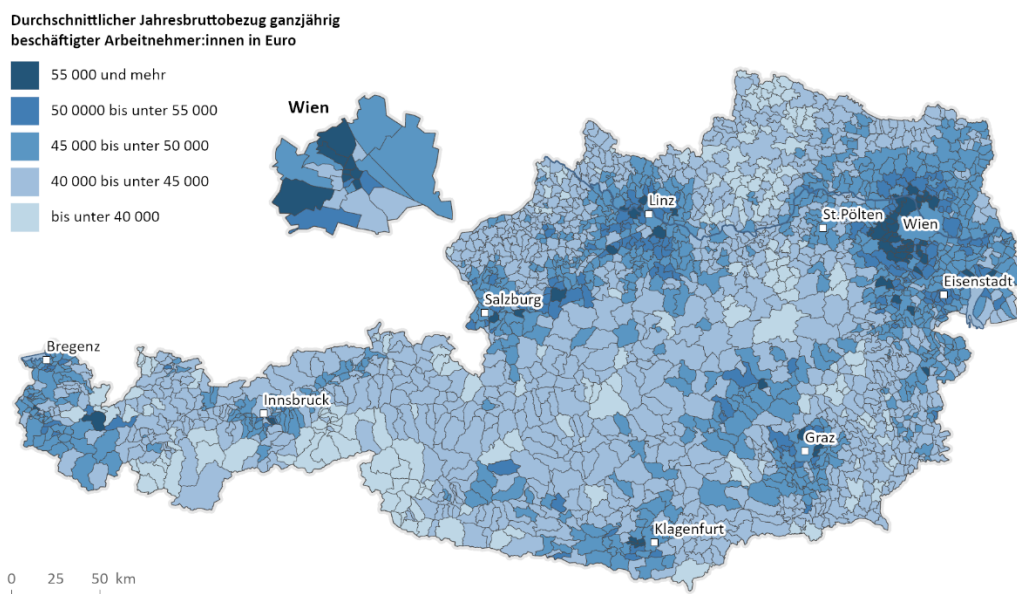 Durchschnittlicher Jahresbruttobezug ganzjährig
beschäftigter Arbeitnehmer:innen in Euro
55 000 und mehr
50 0000 bis unter 55 000
45 000 bis unter 50 000
40 000 bis unter 45 000
bis unter 40 000
Wien
Linz
St.Pölten
Wien
Eisenstadt
Salzburg
Bregenz
Innsbruck
Graz
Klagenfurt
0 25 50 km